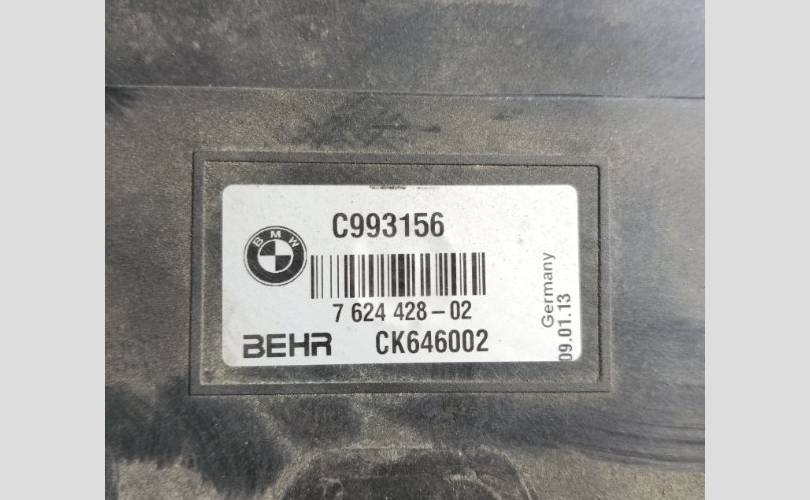 C993156
BMW
7 624 428-02
BEHR CK646002
Germany
09.01.13